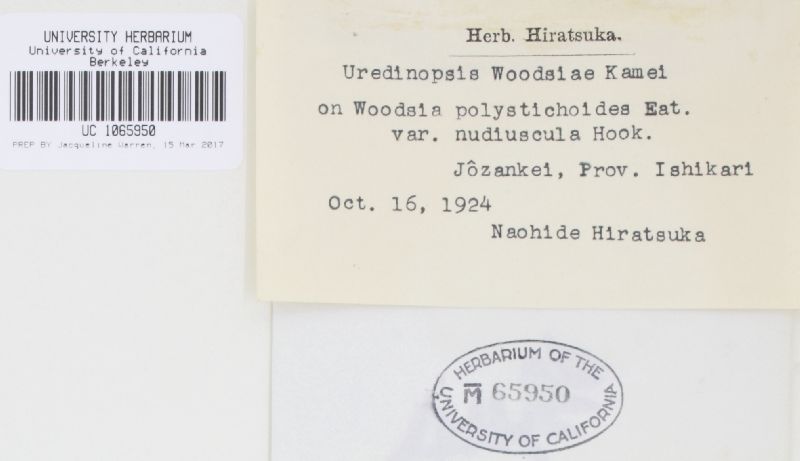 UNIVERSITY HERBARIUM
University of California
Berkeley
UC 1065950
PREP BY Jacqueline Warren, 15 Mar 2017
Herb. Hiratsuka.
Uredinopsis Woodsiae Kamei
on Woodsia polystichoides Eat.
var. nudiuscula Hook.
Jôzankei, Prov. Ishikari
Oct. 16, 1924
Naohide Hiratsuka
HERBARIUM OF THE
M 65950
UNIVERSITY OF CALIFORNIA